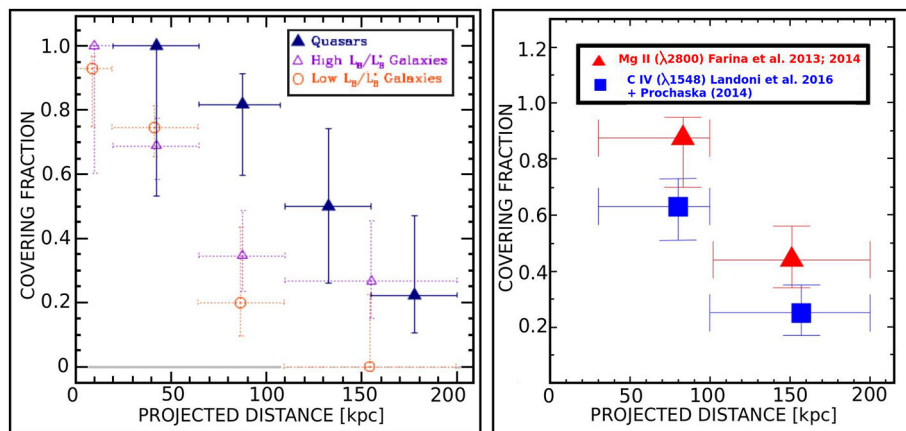 Quasars
High L_B/L_B^* Galaxies
Low L_B/L_B^* Galaxies
COVERING FRACTION
1.0
0.8
0.6
0.4
0.2
0
0 50 100 150 200
PROJECTED DISTANCE [kpc]
Mg II (λ2800) Farina et al. 2013; 2014
C IV (λ1548) Landoni et al. 2016
+ Prochaska (2014)
COVERING FRACTION
1.2
1.0
0.8
0.6
0.4
0.2
0 50 100 150 200
PROJECTED DISTANCE [kpc]